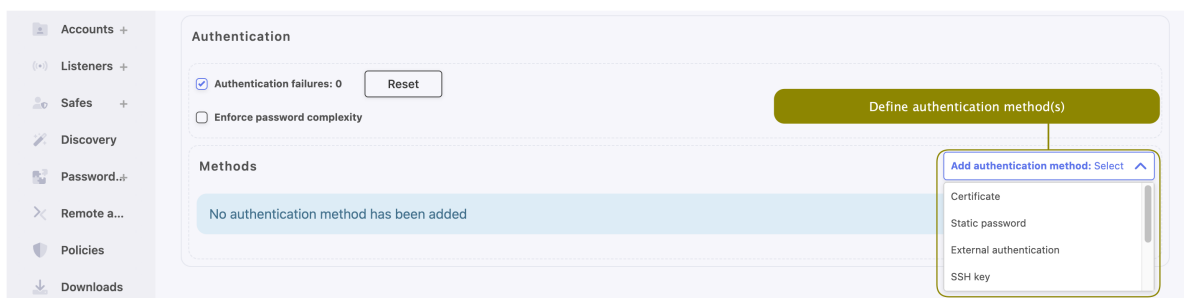 Accounts +
Listeners +
Safes +
Discovery
Password..+
Remote a...
Policies
Downloads
Authentication
Authentication failures: 0 Reset
Enforce password complexity
Define authentication method(s)
Methods
Add authentication method: Select
No authentication method has been added
Certificate
Static password
External authentication
SSH key